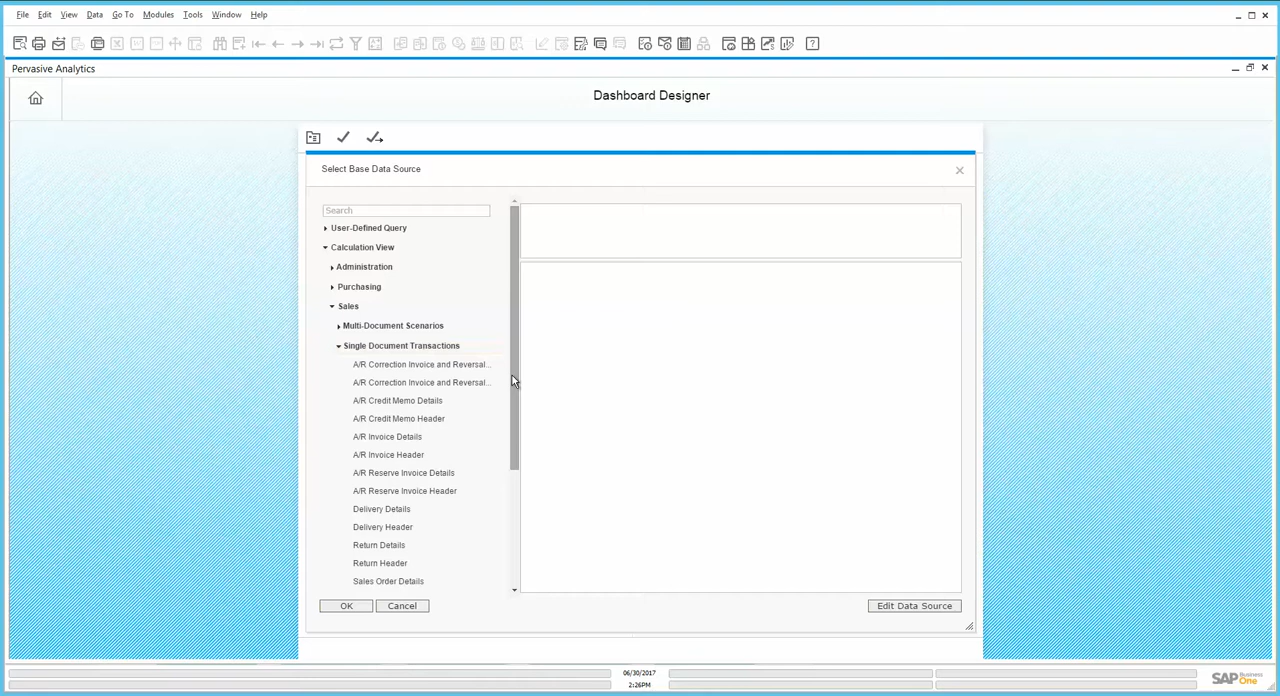 File Edit View Data Go To Modules Tools Window Help
Pervasive Analytics
Dashboard Designer
Select Base Data Source
Search
User-Defined Query
Calculation View
Administration
Purchasing
Sales
Multi-Document Scenarios
Single Document Transactions
A/R Correction Invoice and Reversal...
A/R Correction Invoice and Reversal...
A/R Credit Memo Details
A/R Credit Memo Header
A/R Invoice Details
A/R Invoice Header
A/R Reserve Invoice Details
A/R Reserve Invoice Header
Delivery Details
Delivery Header
Return Details
Return Header
Sales Order Details
OK Cancel Edit Data Source
06/30/2017
2:26PM
SAP Business One